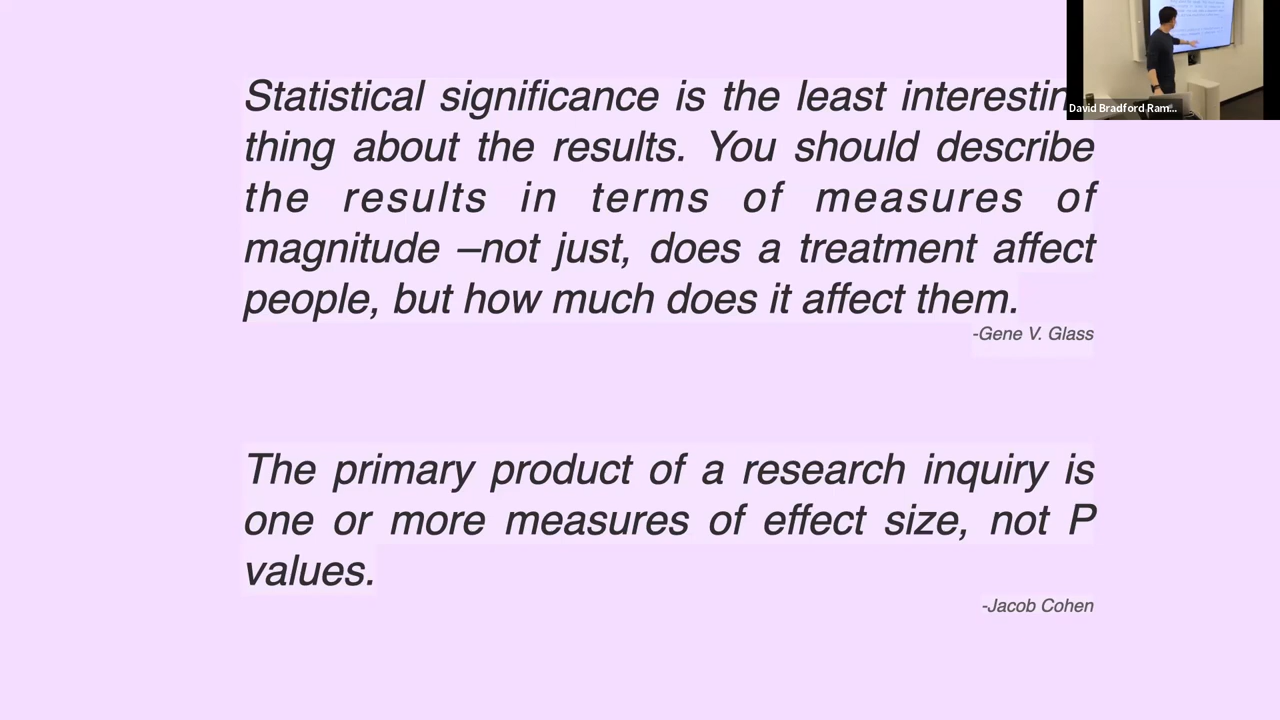 Statistical significance is the least interestin
thing about the results. You should describe
the results in terms of measures of
magnitude –not just, does a treatment affect
people, but how much does it affect them.
-Gene V. Glass
The primary product of a research inquiry is
one or more measures of effect size, not P
values.
-Jacob Cohen
David Bradford Ram...